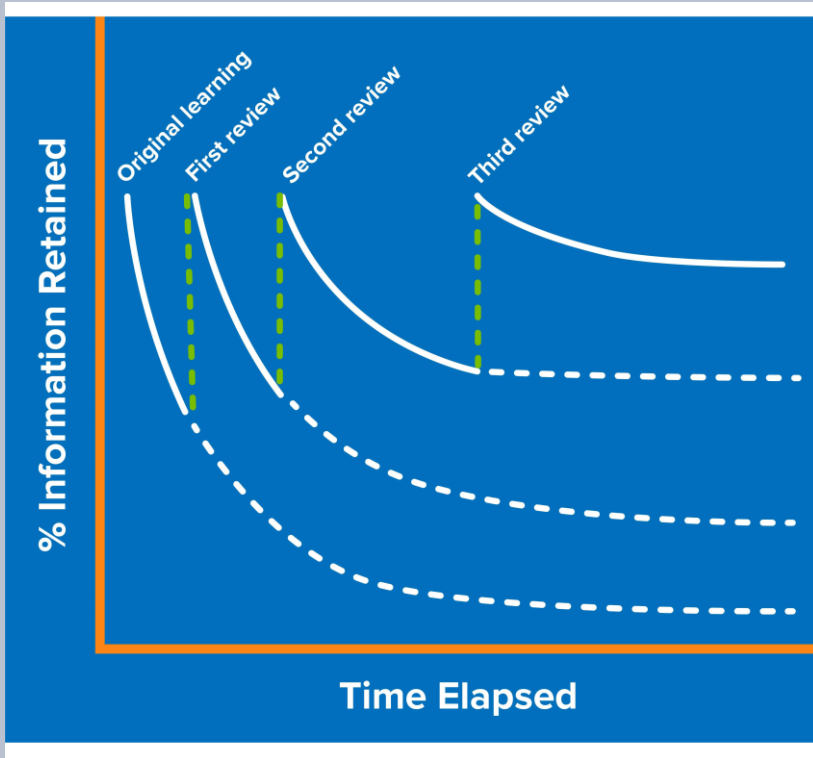 Original learning
First review
Second review
Third review
% Information Retained
Time Elapsed